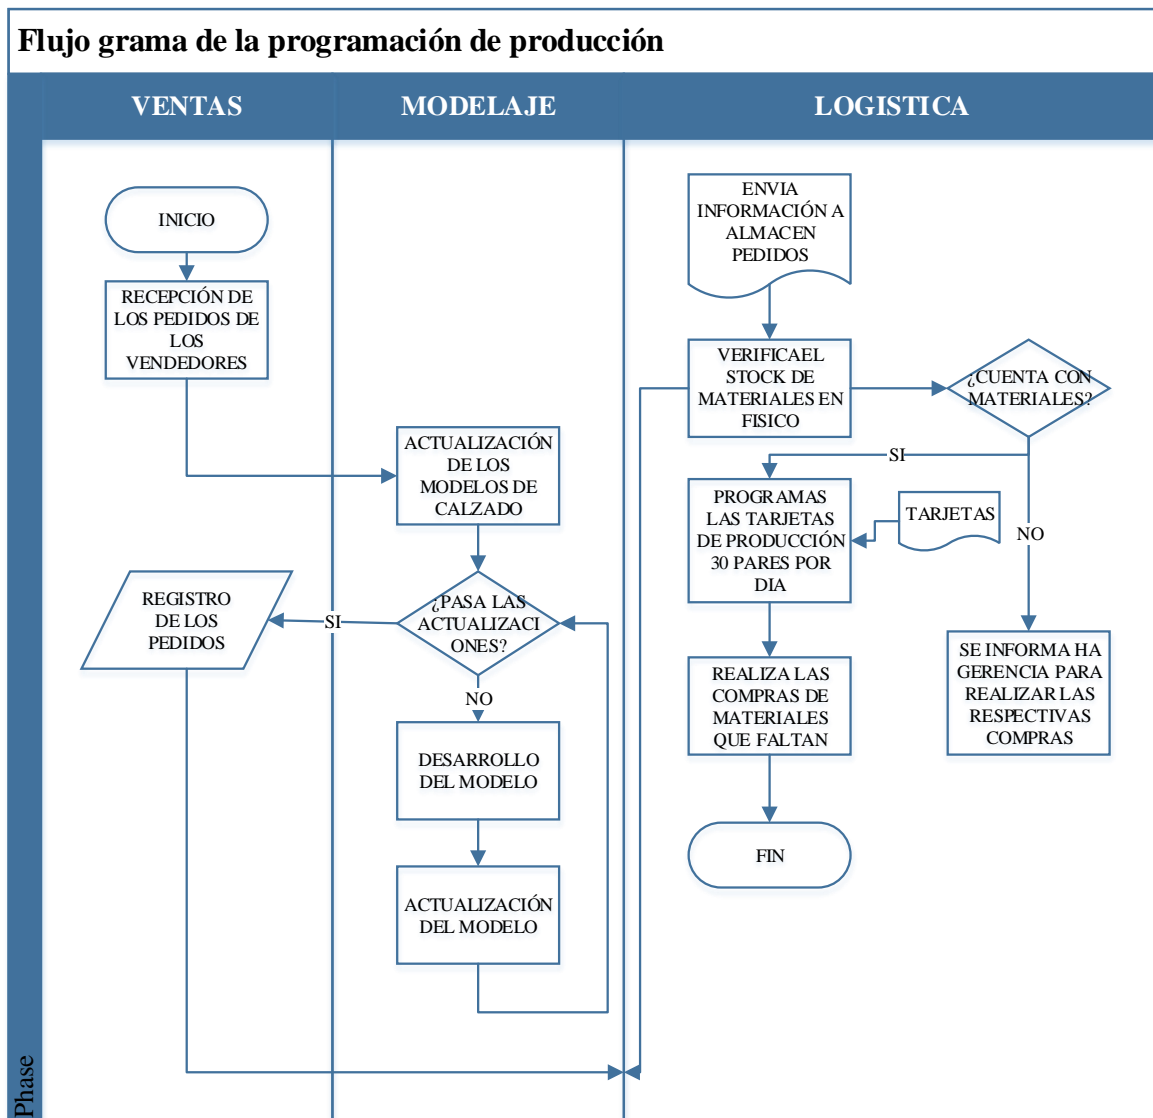 Flujo grama de la programación de producción
VENTAS
MODELAJE
LOGISTICA
INICIO
RECEPCIÓN DE
LOS PEDIDOS DE
LOS
VENDEDORES
ACTUALIZACIÓN
DE LOS
MODELOS DE
CALZADO
¿PASA LAS
ACTUALIZACI
ONES?
SI
REGISTRO
DE LOS
PEDIDOS
NO
DESARROLLO
DEL MODELO
ACTUALIZACIÓN
DEL MODELO
ENVIA
INFORMACIÓN A
ALMACEN
PEDIDOS
VERIFICAEL
STOCK DE
MATERIALES EN
FISICO
¿CUENTA CON
MATERIALES?
SI
PROGRAMAS
LAS TARJETAS
DE PRODUCCIÓN
30 PARES POR
DIA
TARJETAS
NO
REALIZA LAS
COMPRAS DE
MATERIALES
QUE FALTAN
SE INFORMA HA
GERENCIA PARA
REALIZAR LAS
RESPECTIVAS
COMPRAS
FIN
Phase